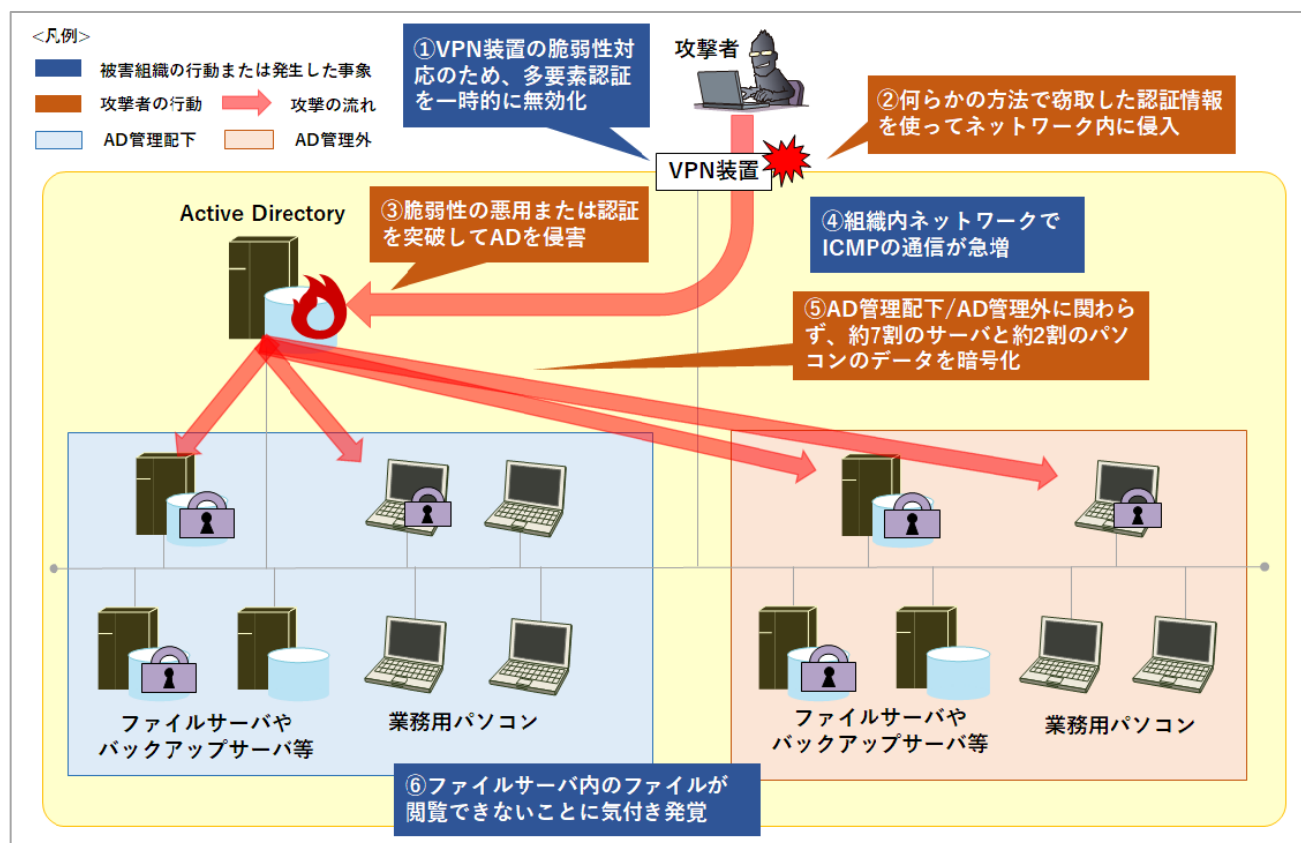 <凡例>
被害組織の行動または発生した事象
攻撃者の行動
攻撃の流れ
AD管理配下
AD管理外
①VPN装置の脆弱性対
応のため、多要素認証
を一時的に無効化
攻撃者
②何らかの方法で窃取した認証情報
を使ってネットワーク内に侵入
VPN装置
Active Directory
③脆弱性の悪用または認証
を突破してADを侵害
④組織内ネットワークで
ICMPの通信が急増
⑤AD管理配下/AD管理外に関わら
ず、約7割のサーバと約2割のパソ
コンのデータを暗号化
ファイルサーバや
バックアップサーバ等
業務用パソコン
ファイルサーバや
バックアップサーバ等
業務用パソコン
⑥ファイルサーバ内のファイルが
閲覧できないことに気付き発覚